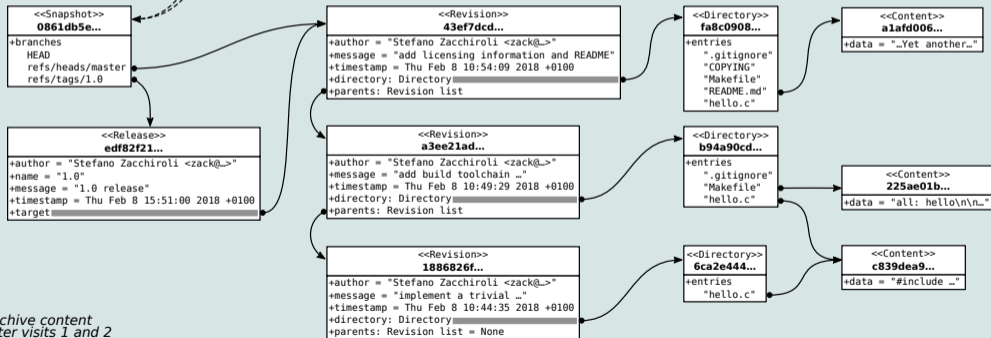 <<Snapshot>>
0861db5e...
+branches
HEAD
refs/heads/master
refs/tags/1.0
<<Release>>
edf82f21...
+author = "Stefano Zacchiroli <zack@…>"
+name = "1.0"
+message = "1.0 release"
+timestamp = Thu Feb 8 15:51:00 2018 +0100
+target
<<Revision>>
43ef7dcd...
+author = "Stefano Zacchiroli <zack@…>"
+message = "add licensing information and README"
+timestamp = Thu Feb 8 10:54:09 2018 +0100
+directory: Directory
+parents: Revision list
<<Revision>>
a3ee21ad...
+author = "Stefano Zacchiroli <zack@…>"
+message = "add build toolchain …"
+timestamp = Thu Feb 8 10:49:29 2018 +0100
+directory: Directory
+parents: Revision list
<<Revision>>
1886826f...
+author = "Stefano Zacchiroli <zack@…>"
+message = "implement a trivial …"
+timestamp = Thu Feb 8 10:44:35 2018 +0100
+directory: Directory
+parents: Revision list = None
<<Directory>>
fa8c0908...
+entries
".gitignore"
"COPYING"
"Makefile"
"README.md"
"hello.c"
<<Directory>>
b94a90cd...
+entries
".gitignore"
"Makefile"
"hello.c"
<<Directory>>
6ca2e444...
+entries
"hello.c"
<<Content>>
a1afd006...
+data = "…Yet another…"
<<Content>>
225ae01b...
+data = "all: hello\n\n…"
<<Content>>
c839dea9...
+data = "#include …"
chive content
ter visits 1 and 2